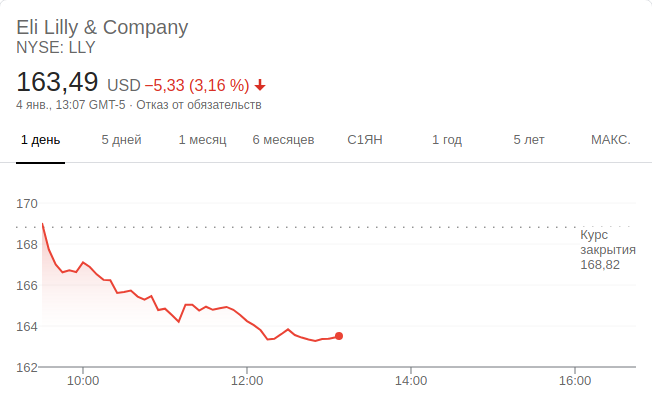 Eli Lilly & Company
NYSE: LLY
163,49 USD −5,33 (3,16 %)
4 янв., 13:07 GMT-5 · Отказ от обязательств
1 день 5 дней 1 месяц 6 месяцев С1ЯН 1 год 5 лет МАКС.
170
168
166
164
162
Курс
закрытия
168,82
10:00 12:00 14:00 16:00